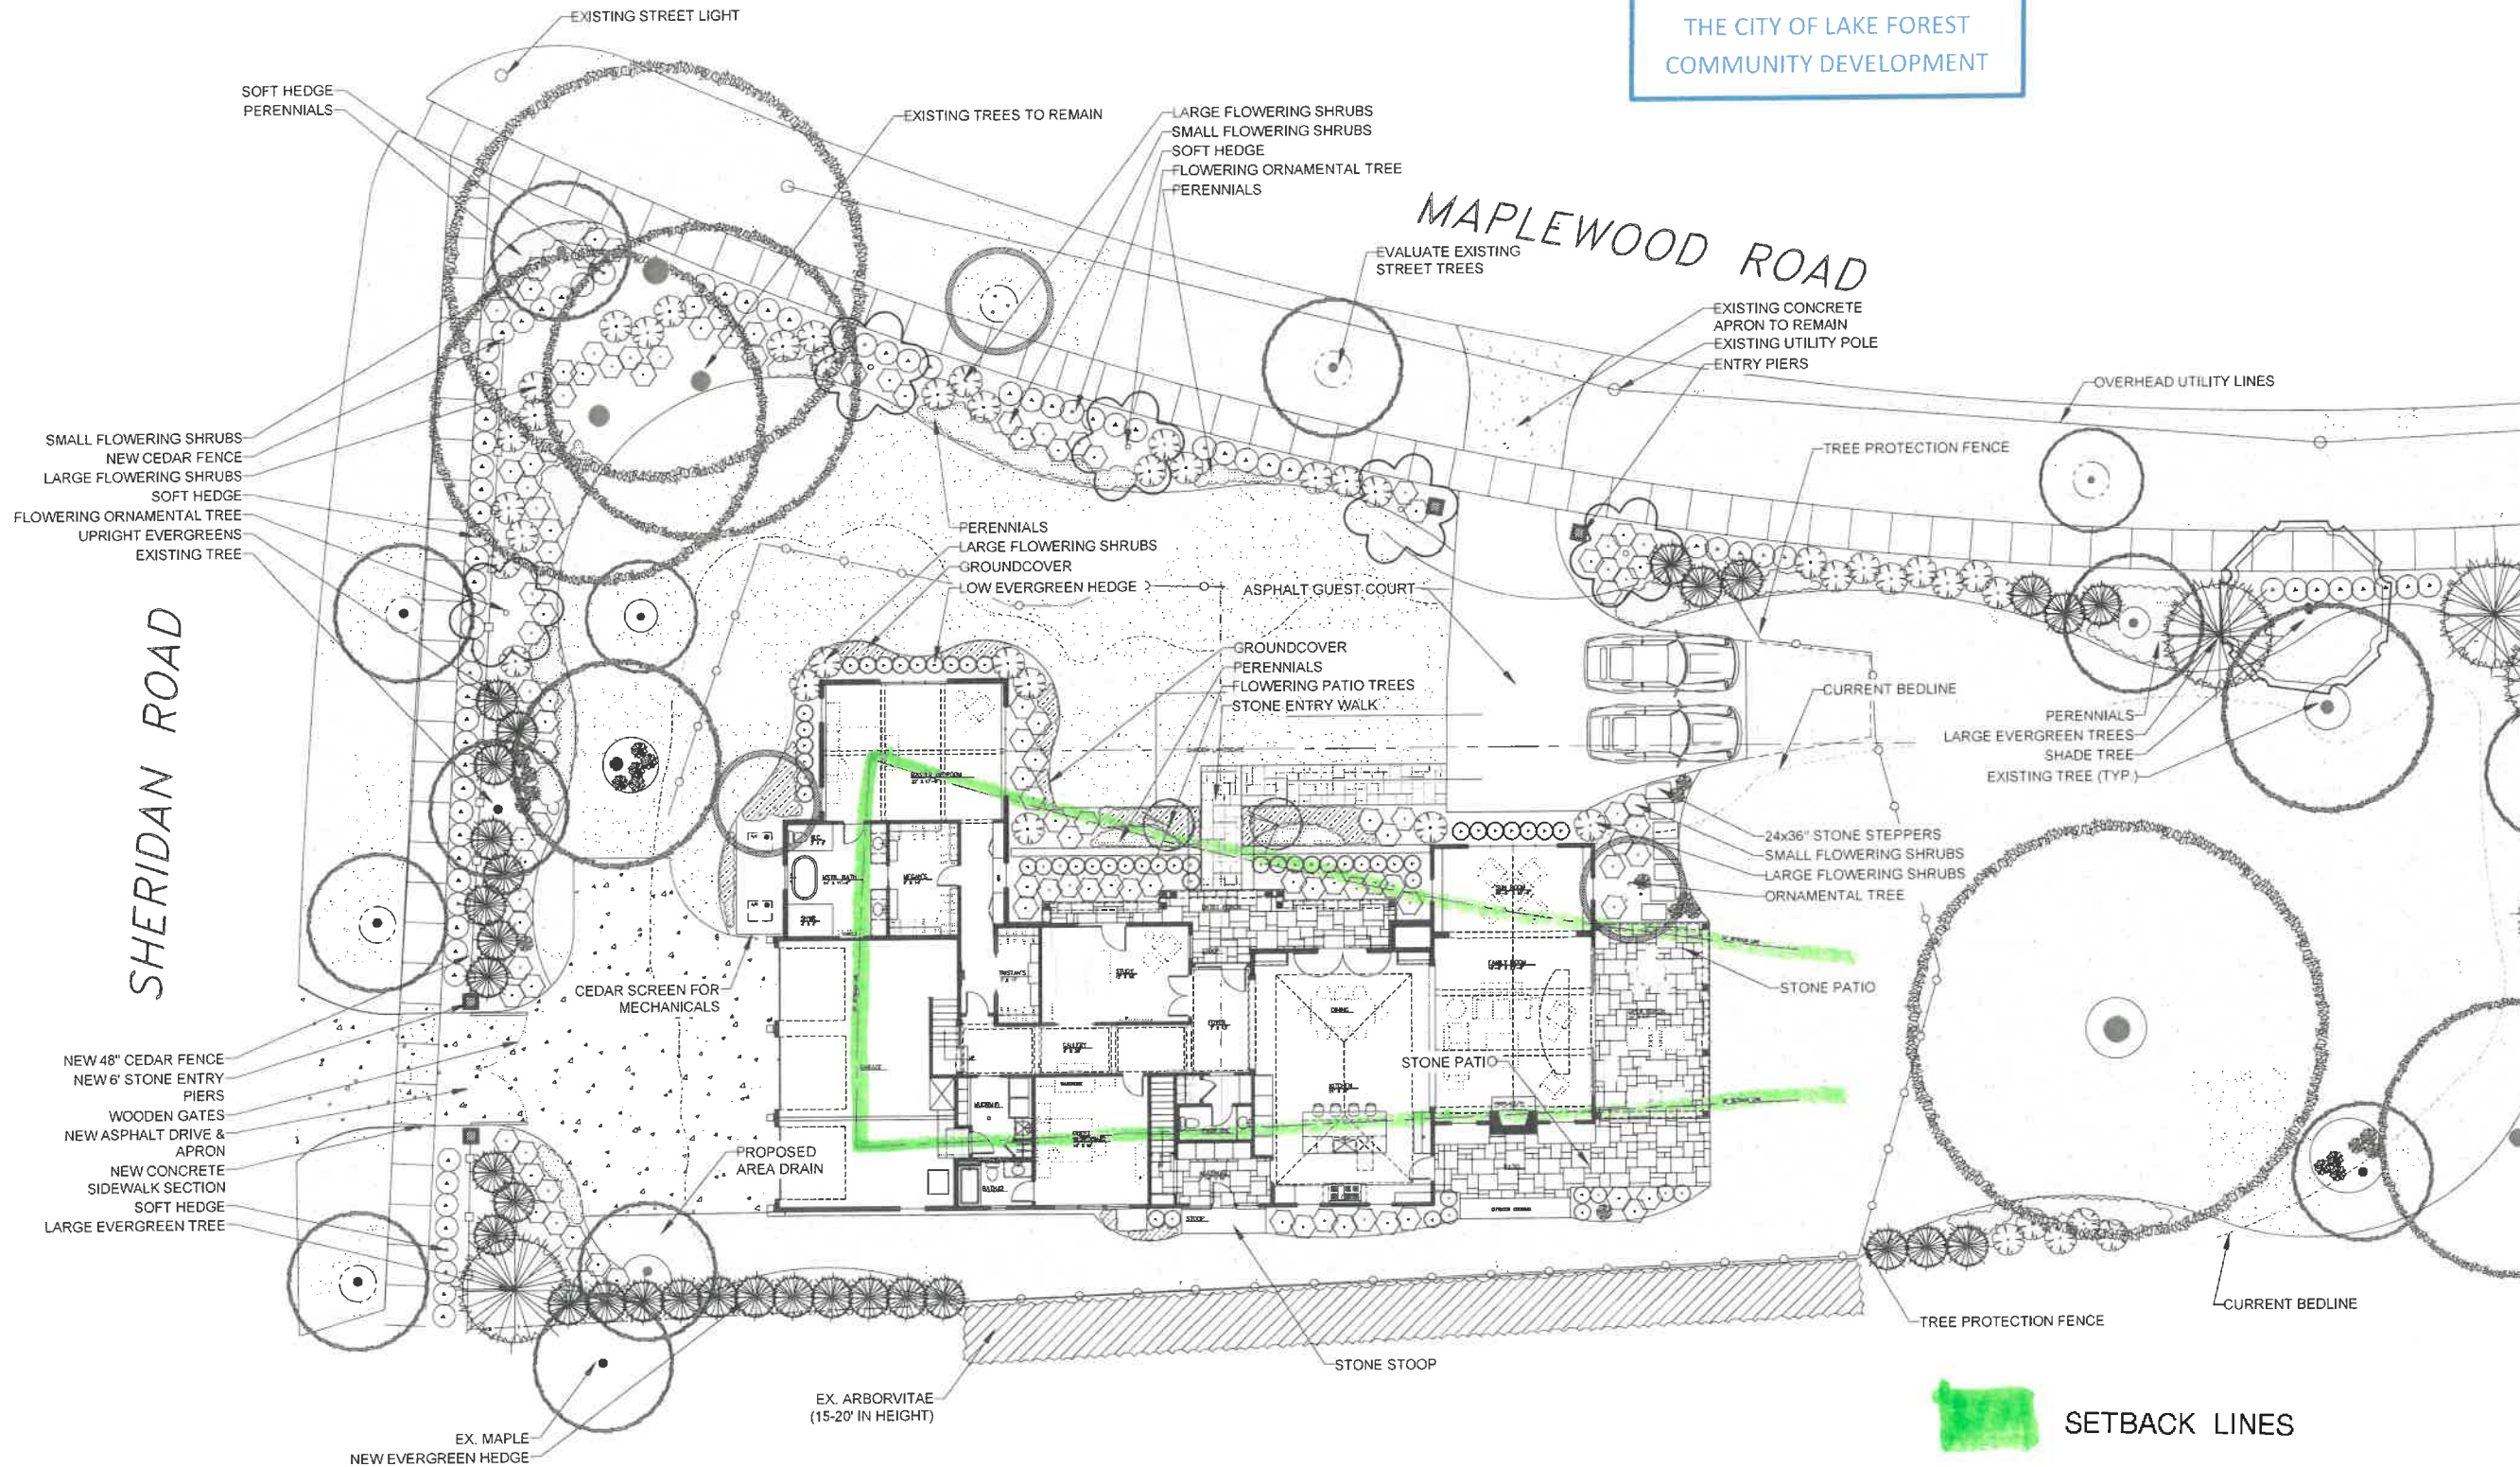 THE CITY OF LAKE FOREST
COMMUNITY DEVELOPMENT
EXISTING STREET LIGHT
SOFT HEDGE
PERENNIALS
EXISTING TREES TO REMAIN
LARGE FLOWERING SHRUBS
SMALL FLOWERING SHRUBS
SOFT HEDGE
FLOWERING ORNAMENTAL TREE
PERENNIALS
MAPLEWOOD ROAD
EVALUATE EXISTING
STREET TREES
EXISTING CONCRETE
APRON TO REMAIN
EXISTING UTILITY POLE
ENTRY PIERS
OVERHEAD UTILITY LINES
TREE PROTECTION FENCE
SMALL FLOWERING SHRUBS
NEW CEDAR FENCE
LARGE FLOWERING SHRUBS
SOFT HEDGE
FLOWERING ORNAMENTAL TREE
UPRIGHT EVERGREENS
EXISTING TREE
PERENNIALS
LARGE FLOWERING SHRUBS
GROUNDCOVER
LOW EVERGREEN HEDGE
ASPHALT GUEST COURT
GROUNDCOVER
PERENNIALS
FLOWERING PATIO TREES
STONE ENTRY WALK
CURRENT BEDLINE
PERENNIALS
LARGE EVERGREEN TREES
SHADE TREE
EXISTING TREE (TYP.)
SHERIDAN ROAD
24x36" STONE STEPPERS
SMALL FLOWERING SHRUBS
LARGE FLOWERING SHRUBS
ORNAMENTAL TREE
STONE PATIO
CEDAR SCREEN FOR
MECHANICALS
TRISTAN'S
STUDY
DINING
GALLERY
KITCHEN
STONE PATIO
NEW 48" CEDAR FENCE
NEW 6' STONE ENTRY
PIERS
WOODEN GATES
NEW ASPHALT DRIVE &
APRON
NEW CONCRETE
SIDEWALK SECTION
SOFT HEDGE
LARGE EVERGREEN TREE
PROPOSED
AREA DRAIN
STOOP
STONE STOOP
EX. ARBORVITAE
(15-20' IN HEIGHT)
EX. MAPLE
NEW EVERGREEN HEDGE
TREE PROTECTION FENCE
CURRENT BEDLINE
SETBACK LINES